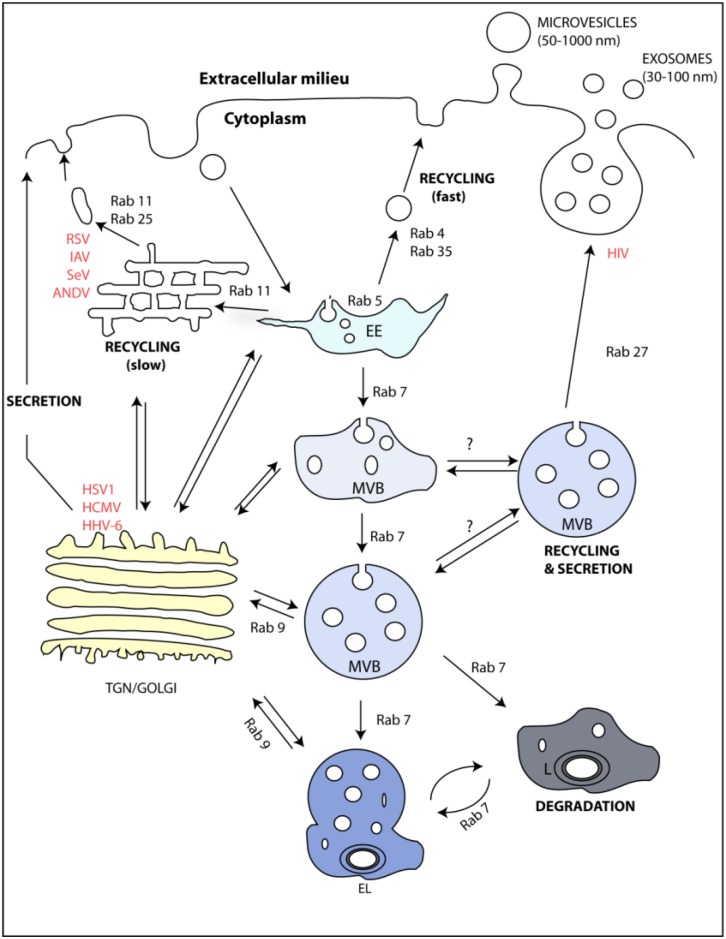 MICROVESICLES
(50-1000 nm)
EXOSOMES
(30-100 nm)
Extracellular milieu
Cytoplasm
RECYCLING
(fast)
Rab 11
Rab 25
Rab 4
Rab 35
RSV
IAV
SeV
ANDV
HIV
Rab 11
Rab 5
EE
RECYCLING
(slow)
Rab 27
Rab 7
SECRETION
?
MVB
HSV1
HCMV
HHV-6
Rab 7
?
MVB
RECYCLING
& SECRETION
Rab 9
MVB
Rab 7
TGN/GOLGI
Rab 9
Rab 7
L
DEGRADATION
Rab 7
EL